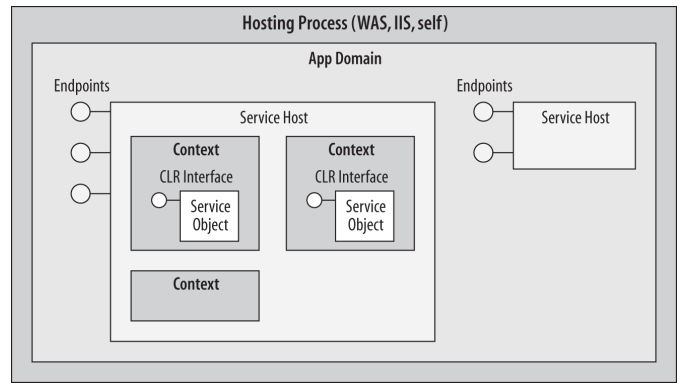 Hosting Process (WAS, IIS, self)
App Domain
Endpoints
Endpoints
Service Host
Service Host
Context
Context
CLR Interface
CLR Interface
Service
Object
Service
Object
Context